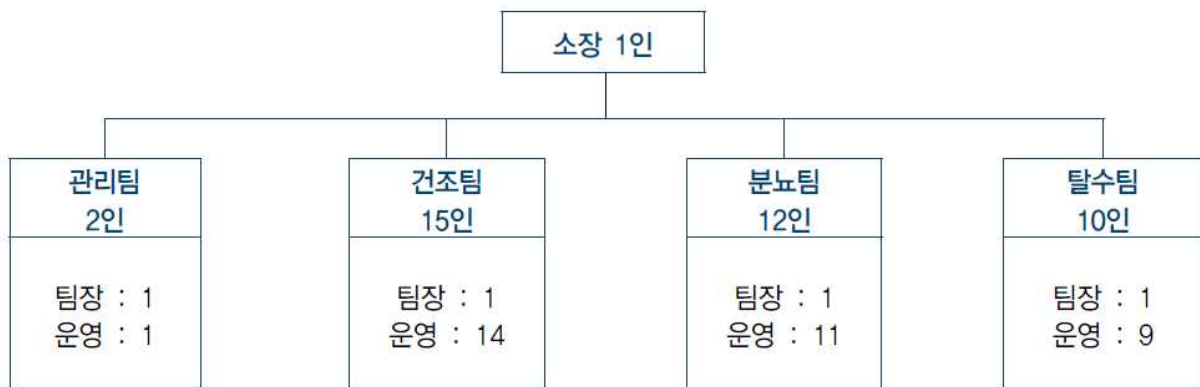 소장 1인
관리팀
2인
팀장 : 1
운영 : 1
건조팀
15인
팀장 : 1
운영 : 14
분뇨팀
12인
팀장 : 1
운영 : 11
탈수팀
10인
팀장 : 1
운영 : 9